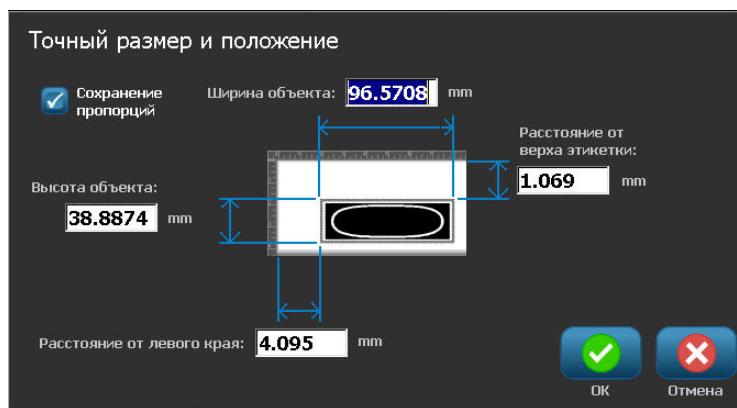 Точный размер и положение
Сохранение
пропорций
Ширина объекта: 96.5708 mm
Расстояние от
верха этикетки:
1.069 mm
Высота объекта:
38.8874 mm
Расстояние от левого края: 4.095 mm
OK
Отмена